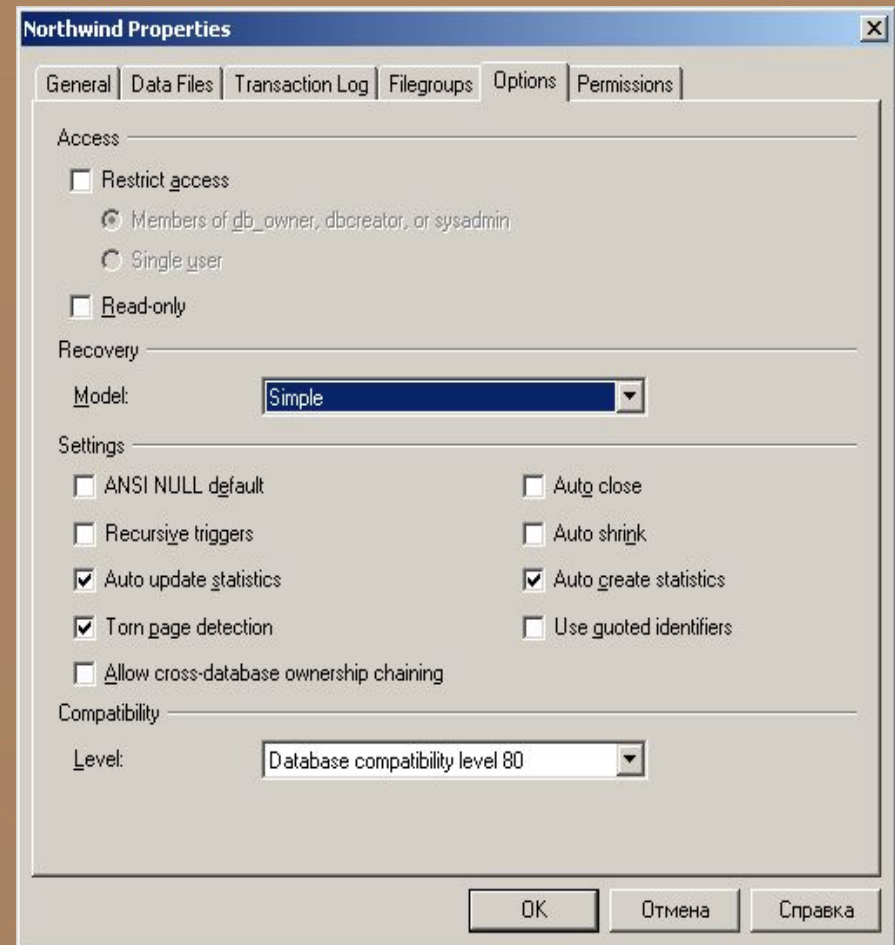 Northwind Properties
General Data Files Transaction Log Filegroups Options Permissions
Access
Restrict access
Members of db_owner, dbcreator, or sysadmin
Single user
Read-only
Recovery
Model: Simple
Settings
ANSI NULL default Auto close
Recursive triggers Auto shrink
Auto update statistics Auto create statistics
Torn page detection Use quoted identifiers
Allow cross-database ownership chaining
Compatibility
Level: Database compatibility level 80
OK Отмена Справка